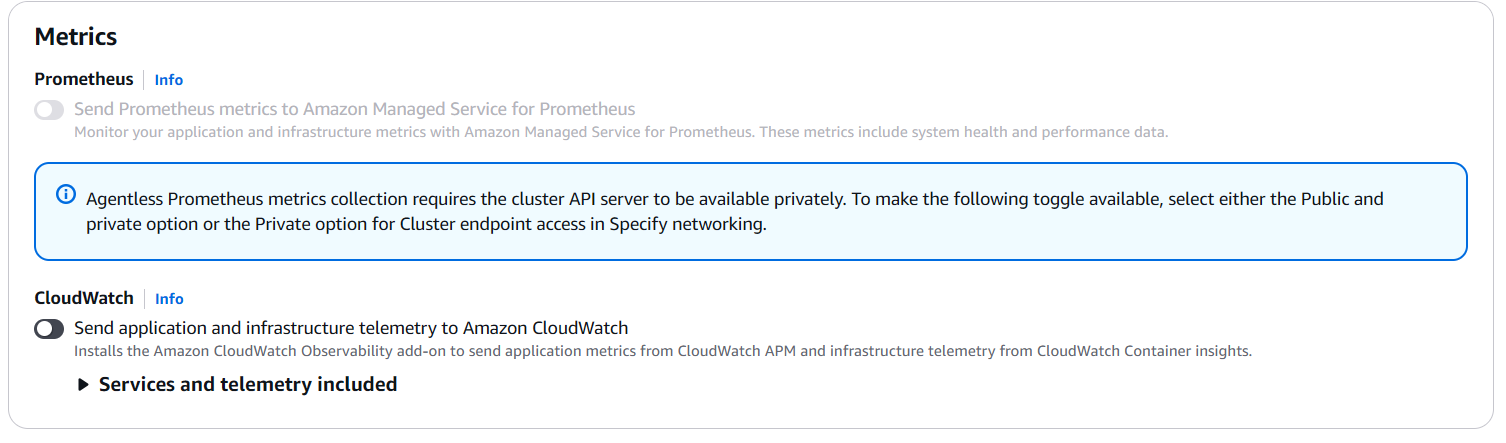 Metrics
Prometheus Info
Send Prometheus metrics to Amazon Managed Service for Prometheus
Monitor your application and infrastructure metrics with Amazon Managed Service for Prometheus. These metrics include system health and performance data.
Agentless Prometheus metrics collection requires the cluster API server to be available privately. To make the following toggle available, select either the Public and
private option or the Private option for Cluster endpoint access in Specify networking.
CloudWatch Info
Send application and infrastructure telemetry to Amazon CloudWatch
Installs the Amazon CloudWatch Observability add-on to send application metrics from CloudWatch APM and infrastructure telemetry from CloudWatch Container insights.
Services and telemetry included